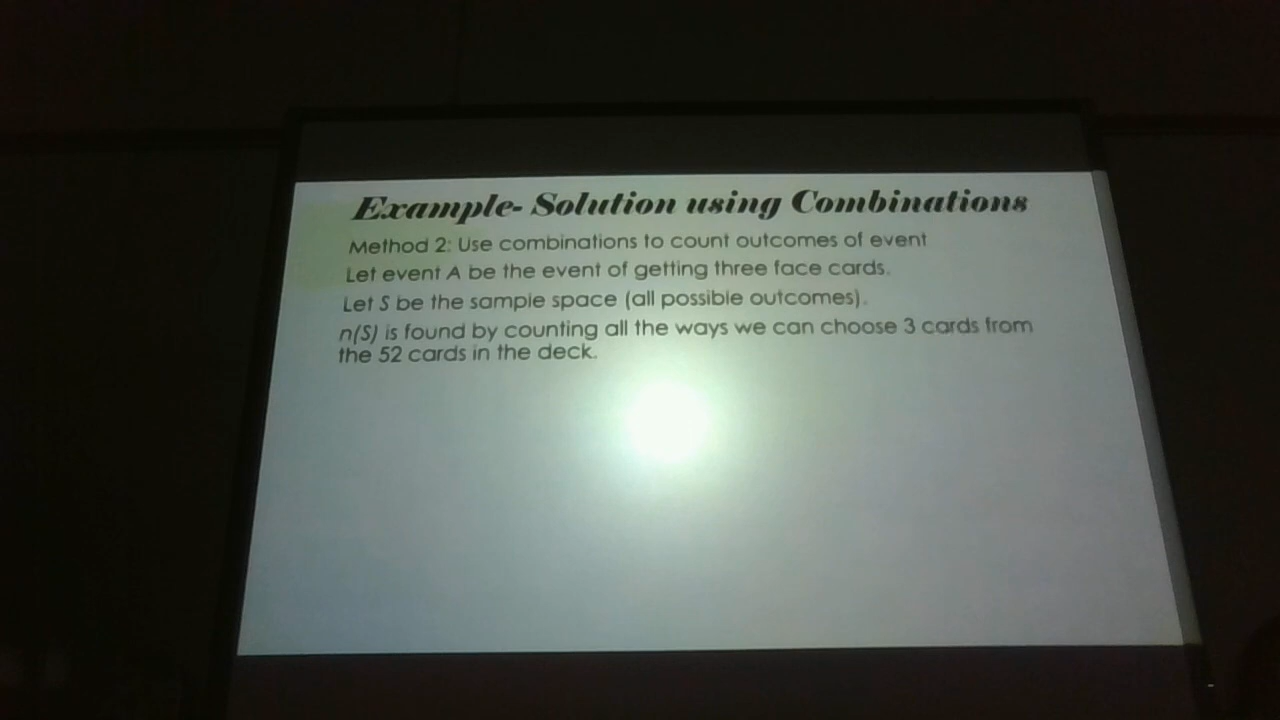 Example- Solution using Combinations
Method 2: Use combinations to count outcomes of event
Let event A be the event of getting three face cards.
Let S be the sample space (all possible outcomes).
n(S) is found by counting all the ways we can choose 3 cards from
the 52 cards in the deck.